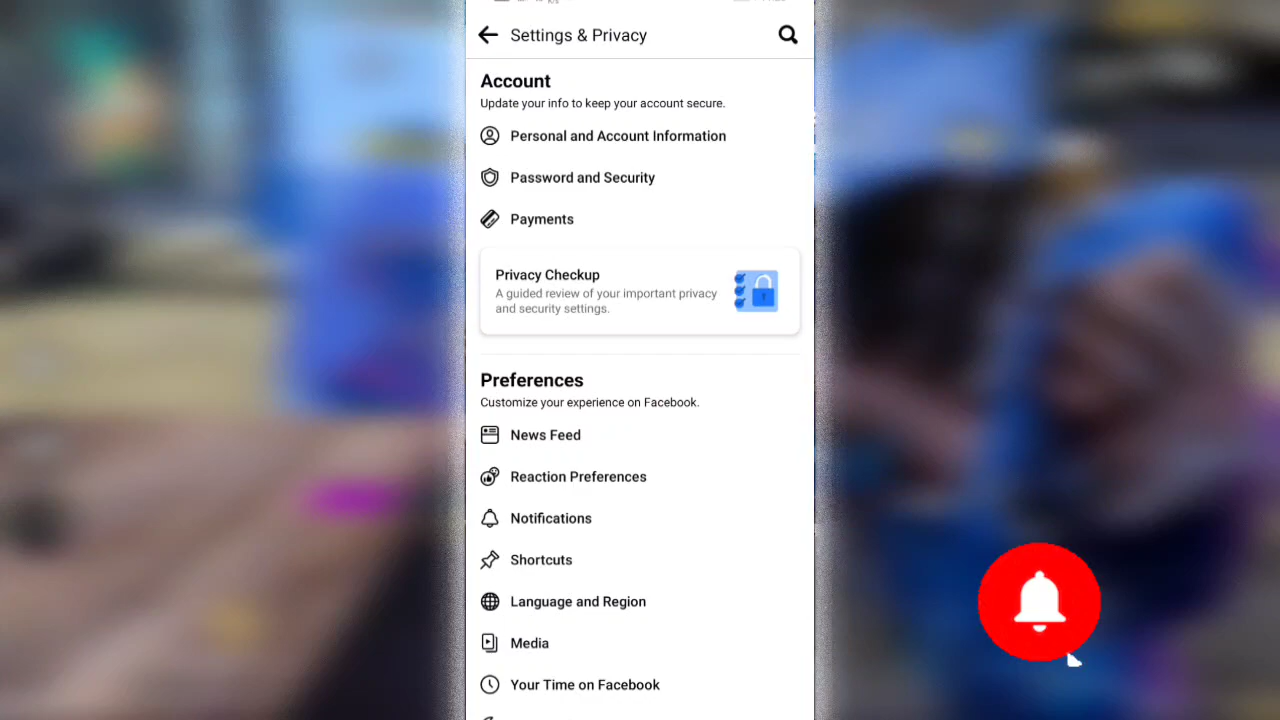 Settings & Privacy
Account
Update your info to keep your account secure.
Personal and Account Information
Password and Security
Payments
Privacy Checkup
A guided review of your important privacy
and security settings.
Preferences
Customize your experience on Facebook.
News Feed
Reaction Preferences
Notifications
Shortcuts
Language and Region
Media
Your Time on Facebook